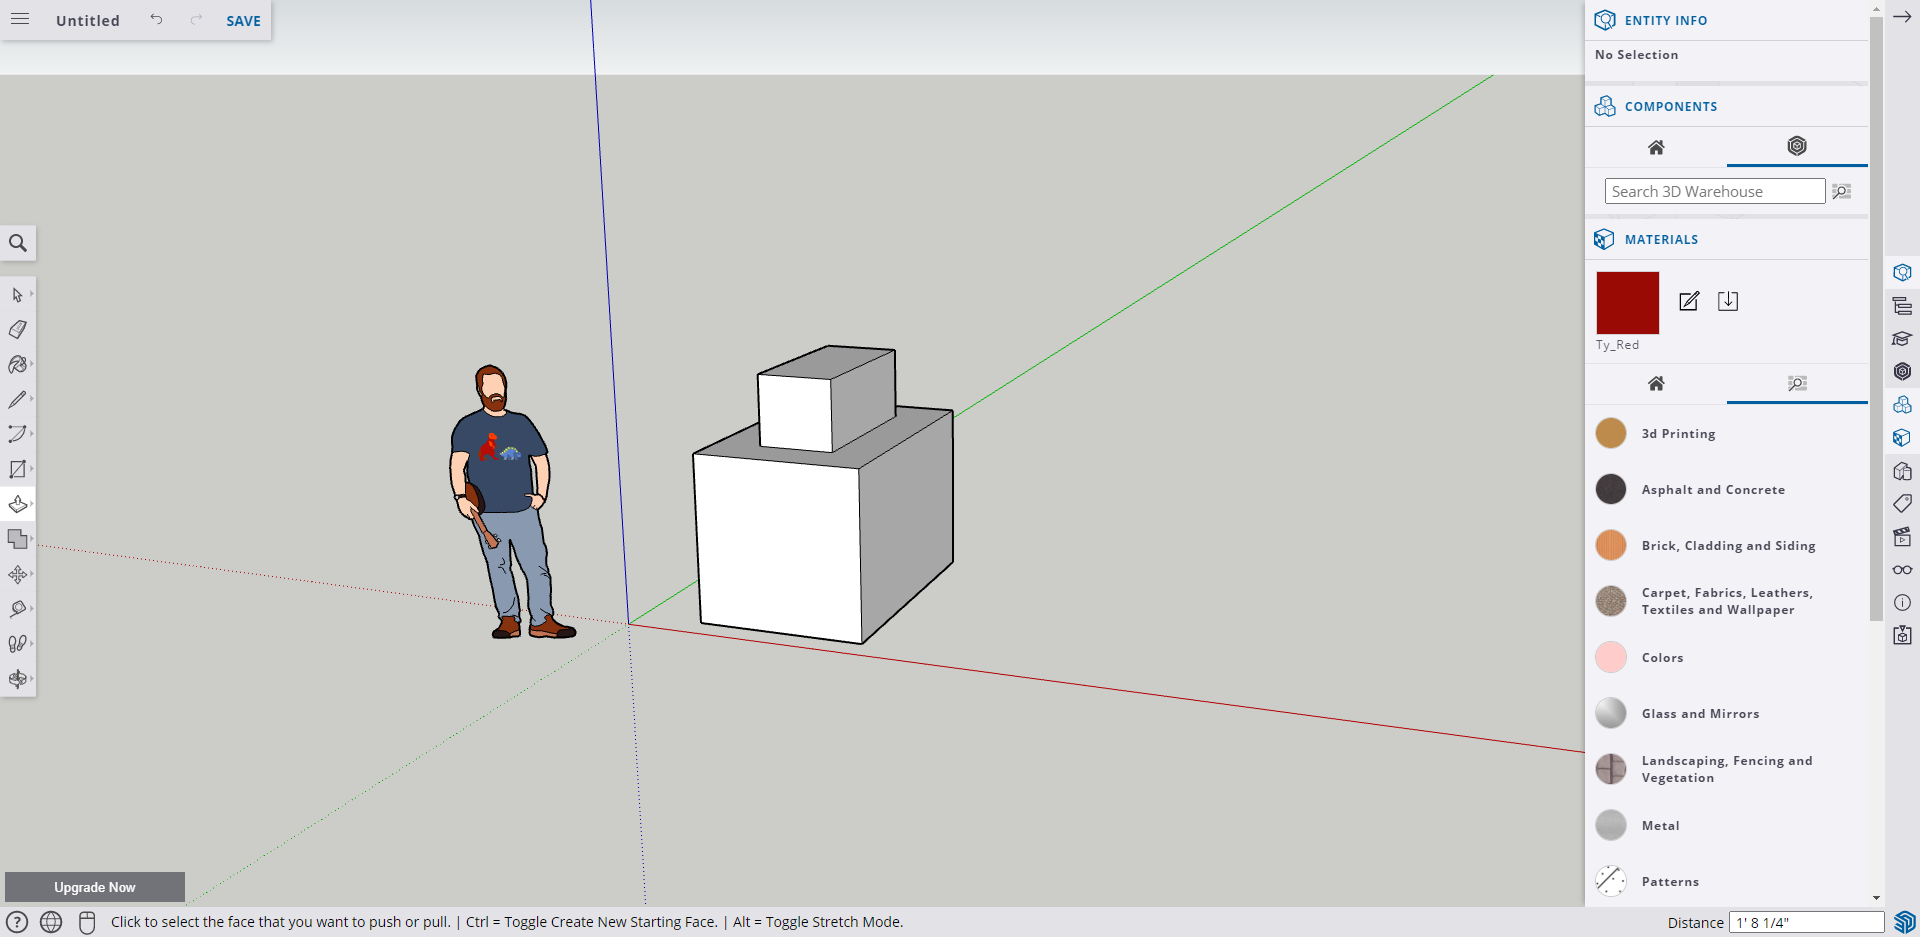 Untitled SAVE
ENTITY INFO
No Selection
COMPONENTS
Search 3D Warehouse
MATERIALS
Ty_Red
3d Printing
Asphalt and Concrete
Brick, Cladding and Siding
Carpet, Fabrics, Leathers,
Textiles and Wallpaper
Colors
Glass and Mirrors
Landscaping, Fencing and
Vegetation
Metal
Patterns
Upgrade Now
Click to select the face that you want to push or pull. | Ctrl = Toggle Create New Starting Face. | Alt = Toggle Stretch Mode.
Distance 1' 8 1/4"